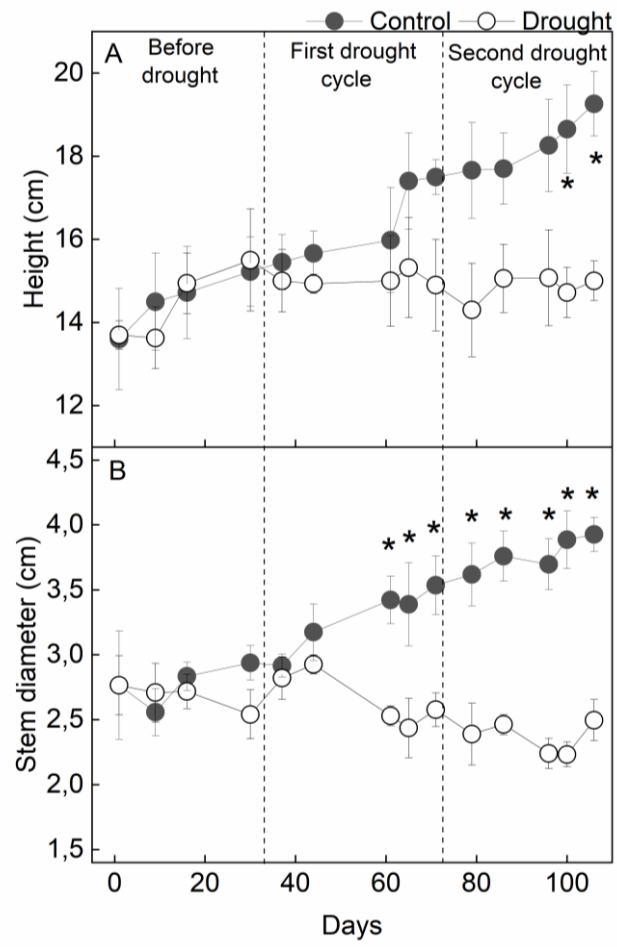 Control Drought
A Before First drought Second drought
drought cycle cycle
20
18
16
14
12
Height (cm)
*
*
B
4,5
4,0
3,5
3,0
2,5
2,0
1,5
Stem diameter (cm)
* * * * * * * *
0 20 40 60 80 100
Days